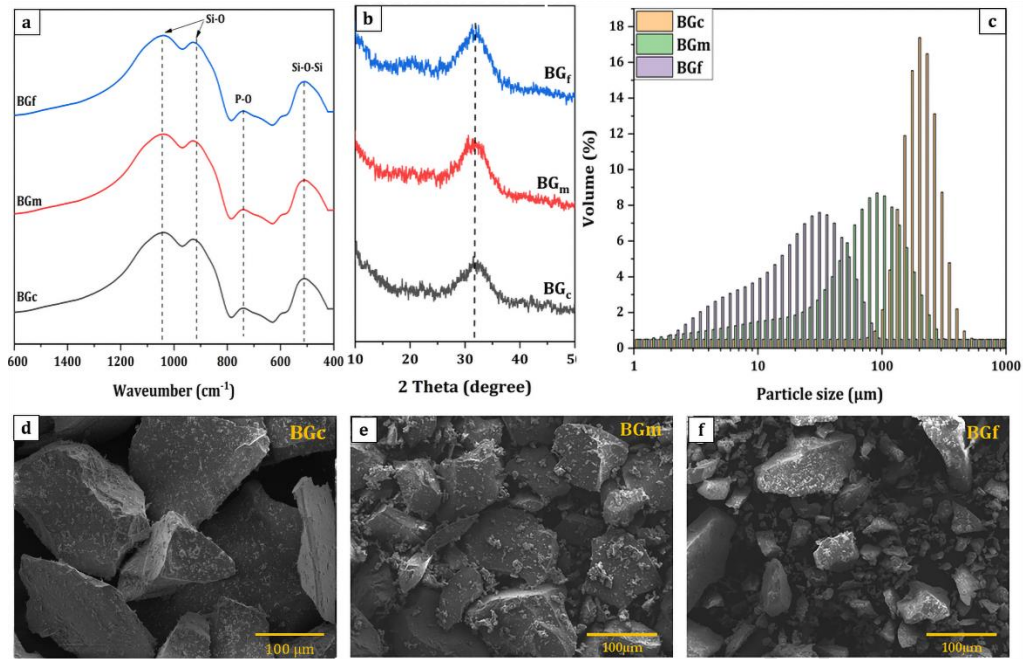 a
Si-O
Si-O-Si
P-O
BGf
BGm
BGc
600 1200 1000 800 600 400
Waveumber (cm-1)
b
BGf
BGm
BGc
10 20 30 40 50
2 Theta (degree)
c
BGc
BGm
BGf
18
16
14
12
10
8
6
4
2
0
Volume (%)
1 10 100 1000
Particle size (µm)
d
BGc
100 µm
e
BGm
100µm
f
BGf
100µm